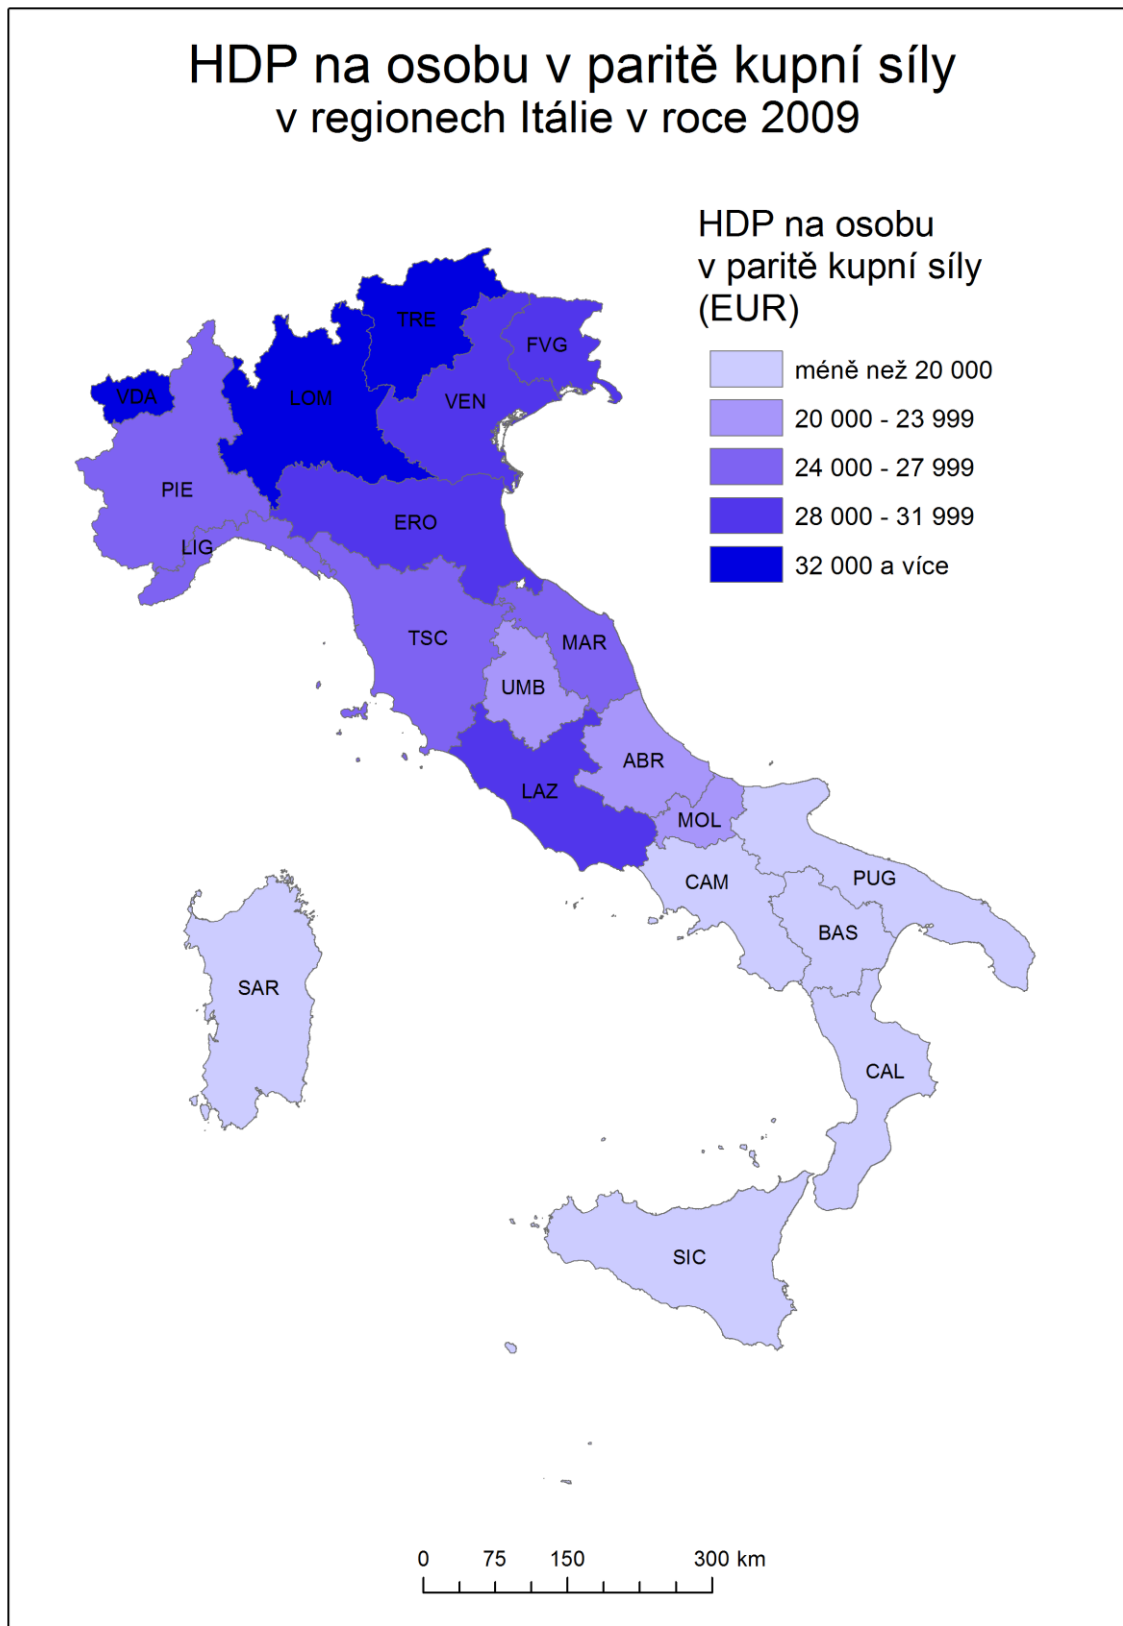 HDP na osobu v paritě kupní síly
v regionech Itálie v roce 2009
HDP na osobu
v paritě kupní síly
(EUR)
méně než 20 000
20 000 - 23 999
24 000 - 27 999
28 000 - 31 999
32 000 a více
TRE
FVG
VDA
LOM
VEN
PIE
ERO
LIG
TSC
MAR
UMB
ABR
LAZ
MOL
CAM
PUG
BAS
SAR
CAL
SIC
0 75 150 300 km